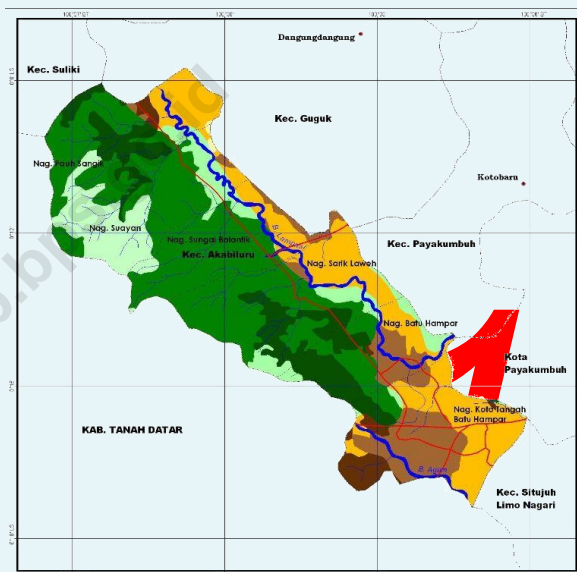 Dangungdangung
Kec. Suliki
Kec. Guguk
Nag. Pauh Sangik
Kotobaru
Nag. Suayan
Nag. Sungai Balantik
Kec. Payakumbuh
Kec. Akabiluru
Nag. Sarik Laweh
Nag. Batu Hampar
1
Kota
Payakumbuh
Nag. Koto Tangah
Batu Hampar
KAB. TANAH DATAR
B. Agam
Kec. Situjuh
Limo Nagari